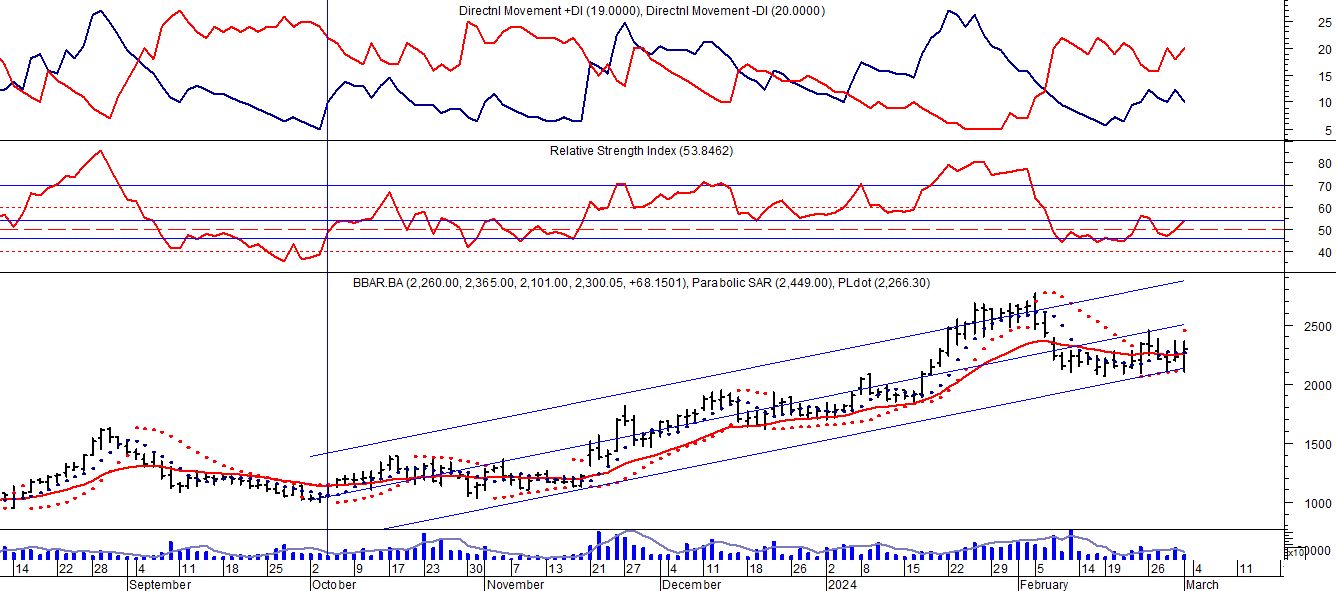 Directnl Movement +DI (19.0000), Directnl Movement -DI (20.0000)
25
20
15
10
5
Relative Strength Index (53.8462)
80
70
60
50
40
BBAR.BA (2,260.00, 2,365.00, 2,101.00, 2,300.05, +68.1501), Parabolic SAR (2,449.00), PLdot (2,266.30)
2500
2000
1500
1000
x10
0000
14 22 28 4 11 18 25 2 9 17 23 30 7 13 21 27 4 11 18 26 2 8 15 22 29 5 14 19 26 4 11
September October November December 2024 February March